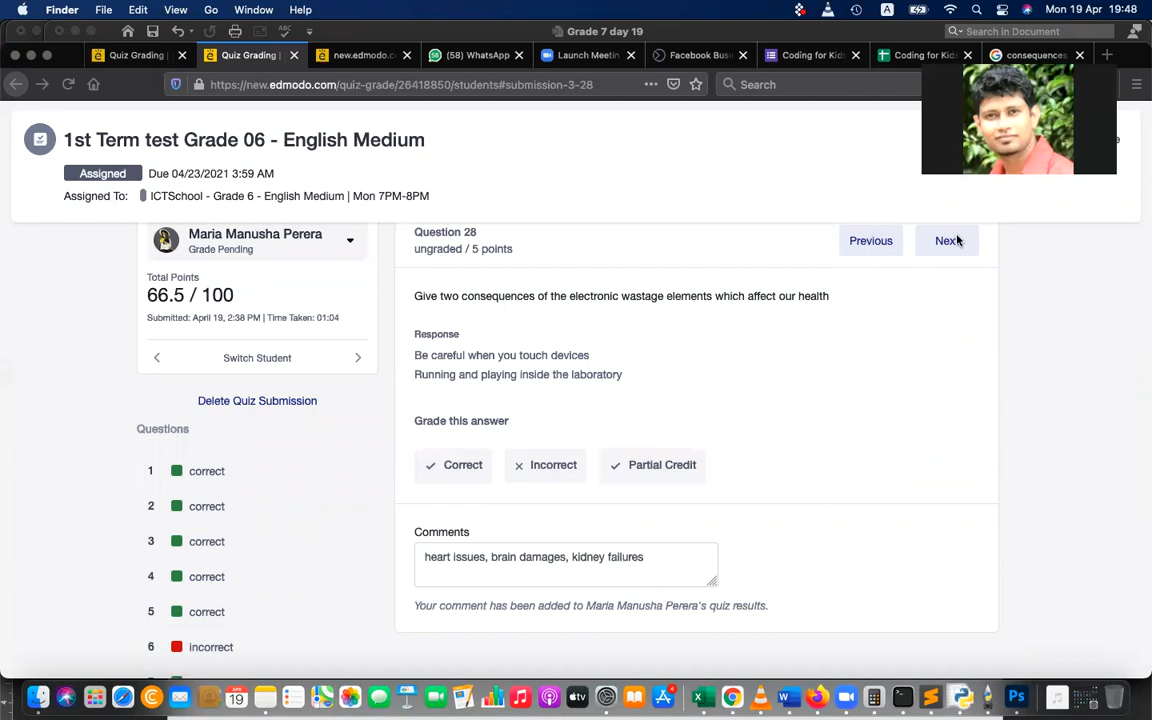 Finder File Edit View Go Window Help Mon 19 Apr 19:48
Grade 7 day 19 Search in Document
Quiz Grading Quiz Grading new.edmodo.c (58) WhatsApp Launch Meetin Facebook Busi Coding for Kids Coding for Kids consequences
https://new.edmodo.com/quiz-grade/26418850/students#submission-3-28 Search
1st Term test Grade 06 - English Medium
Assigned Due 04/23/2021 3:59 AM
Assigned To: ICTSchool - Grade 6 - English Medium | Mon 7PM-8PM
Maria Manusha Perera
Grade Pending
Total Points
66.5 / 100
Submitted: April 19, 2:38 PM | Time Taken: 01:04
Switch Student
Delete Quiz Submission
Questions
1 correct
2 correct
3 correct
4 correct
5 correct
6 incorrect
Question 28
ungraded / 5 points
Previous Next
Give two consequences of the electronic wastage elements which affect our health
Response
Be careful when you touch devices
Running and playing inside the laboratory
Grade this answer
Correct Incorrect Partial Credit
Comments
heart issues, brain damages, kidney failures
Your comment has been added to Maria Manusha Perera's quiz results.